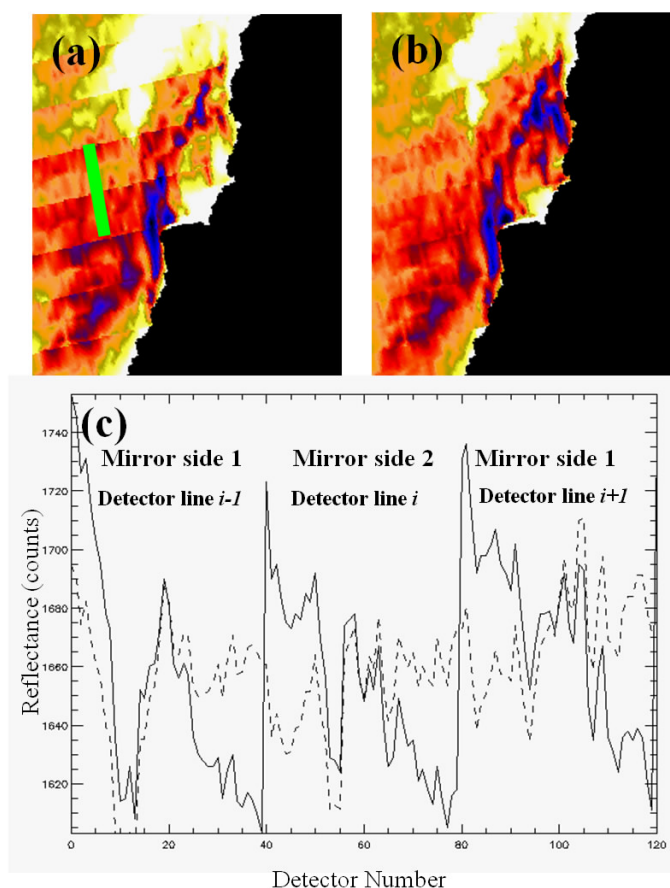 (a) (b)
(c)
Mirror side 1 Mirror side 2 Mirror side 1
Detector line i-1 Detector line i Detector line i+1
Reflectance (counts)
1740
1720
1700
1680
1660
1640
1620
0 20 40 60 80 100 120
Detector Number